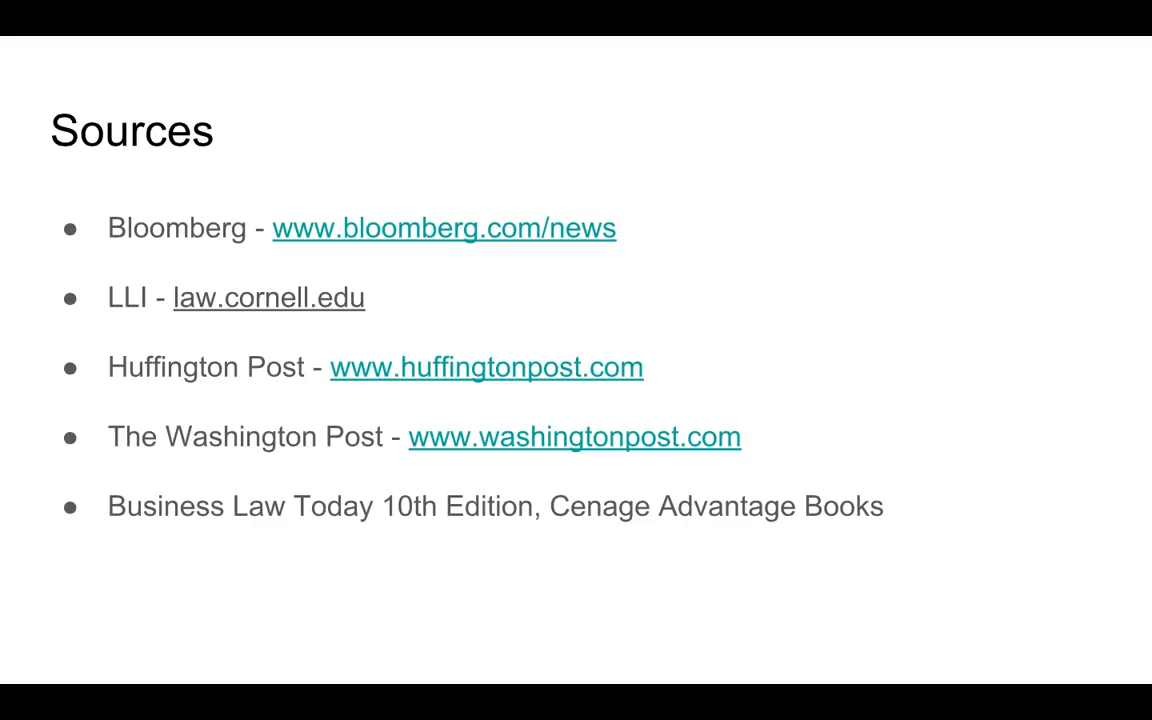 Sources
● Bloomberg - www.bloomberg.com/news
● LLI - law.cornell.edu
● Huffington Post - www.huffingtonpost.com
● The Washington Post - www.washingtonpost.com
● Business Law Today 10th Edition, Cenage Advantage Books